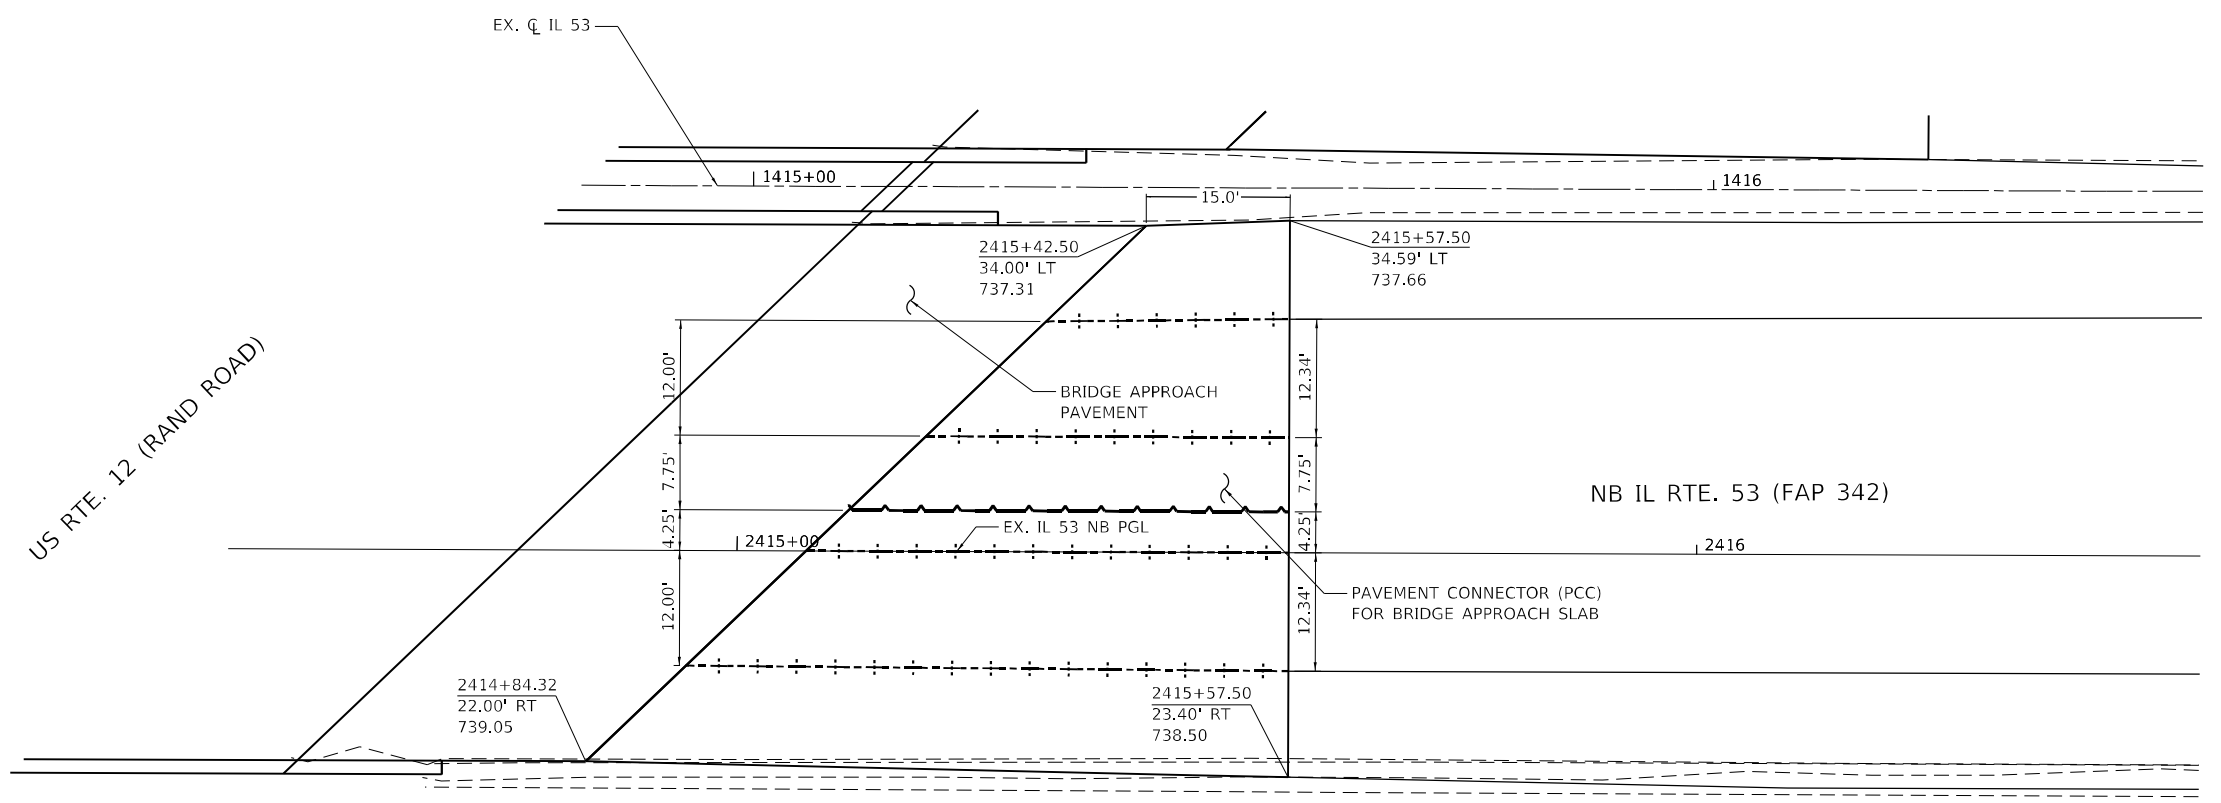 EX. ℄ IL 53
1415+00
1416
15.0'
2415+42.50
34.00' LT
737.31
2415+57.50
34.59' LT
737.66
US RTE. 12 (RAND ROAD)
12.00'
7.75'
4.25'
12.00'
BRIDGE APPROACH
PAVEMENT
12.34'
7.75'
4.25'
12.34'
NB IL RTE. 53 (FAP 342)
EX. IL 53 NB PGL
2415+00
2416
PAVEMENT CONNECTOR (PCC)
FOR BRIDGE APPROACH SLAB
2414+84.32
22.00' RT
739.05
2415+57.50
23.40' RT
738.50